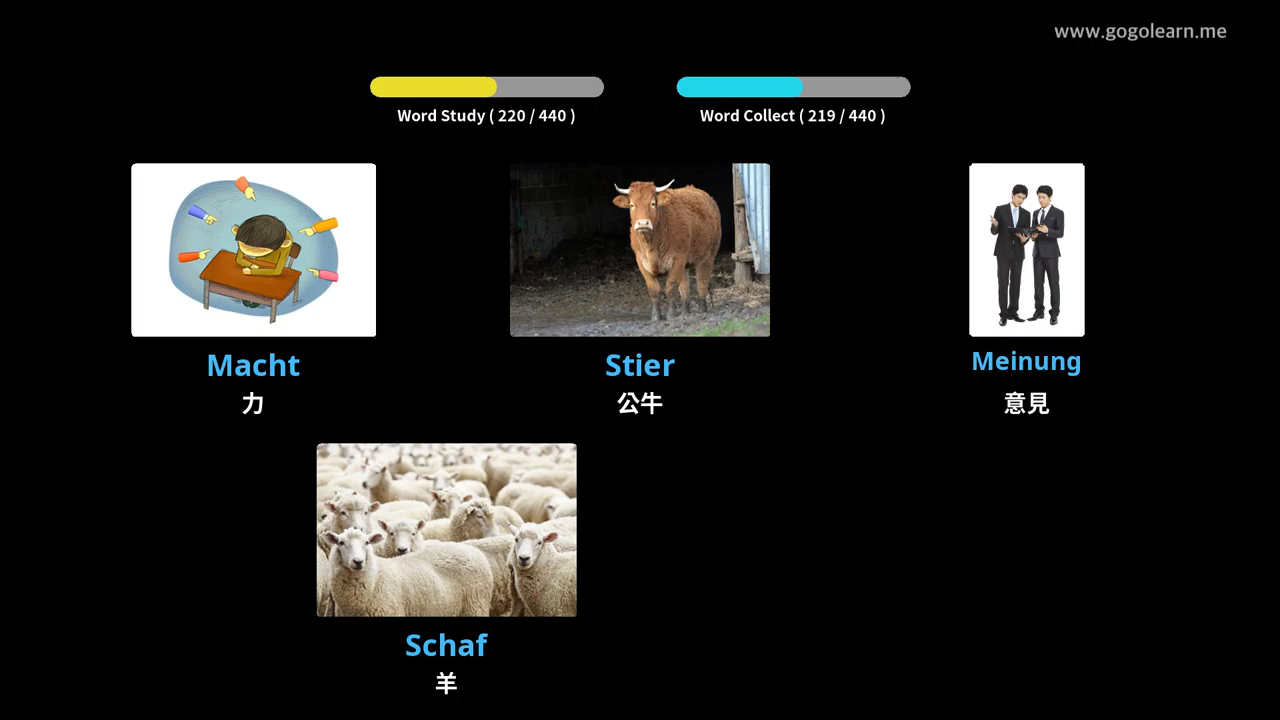 www.gogolearn.me
Word Study ( 220 / 440 )
Word Collect ( 219 / 440 )
Macht
力
Stier
公牛
Meinung
意見
Schaf
羊